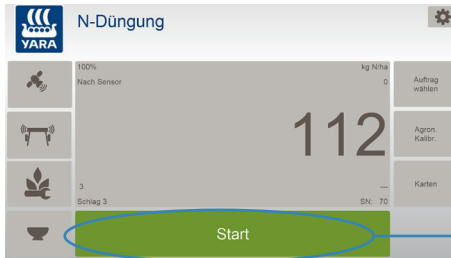 YARA
N-Düngung
100%
kg N/ha
Nach Sensor
0
Auftrag
wählen
112
Agron.
Kalibr.
3
---
Karten
Schlag 3
SN: 70
Start